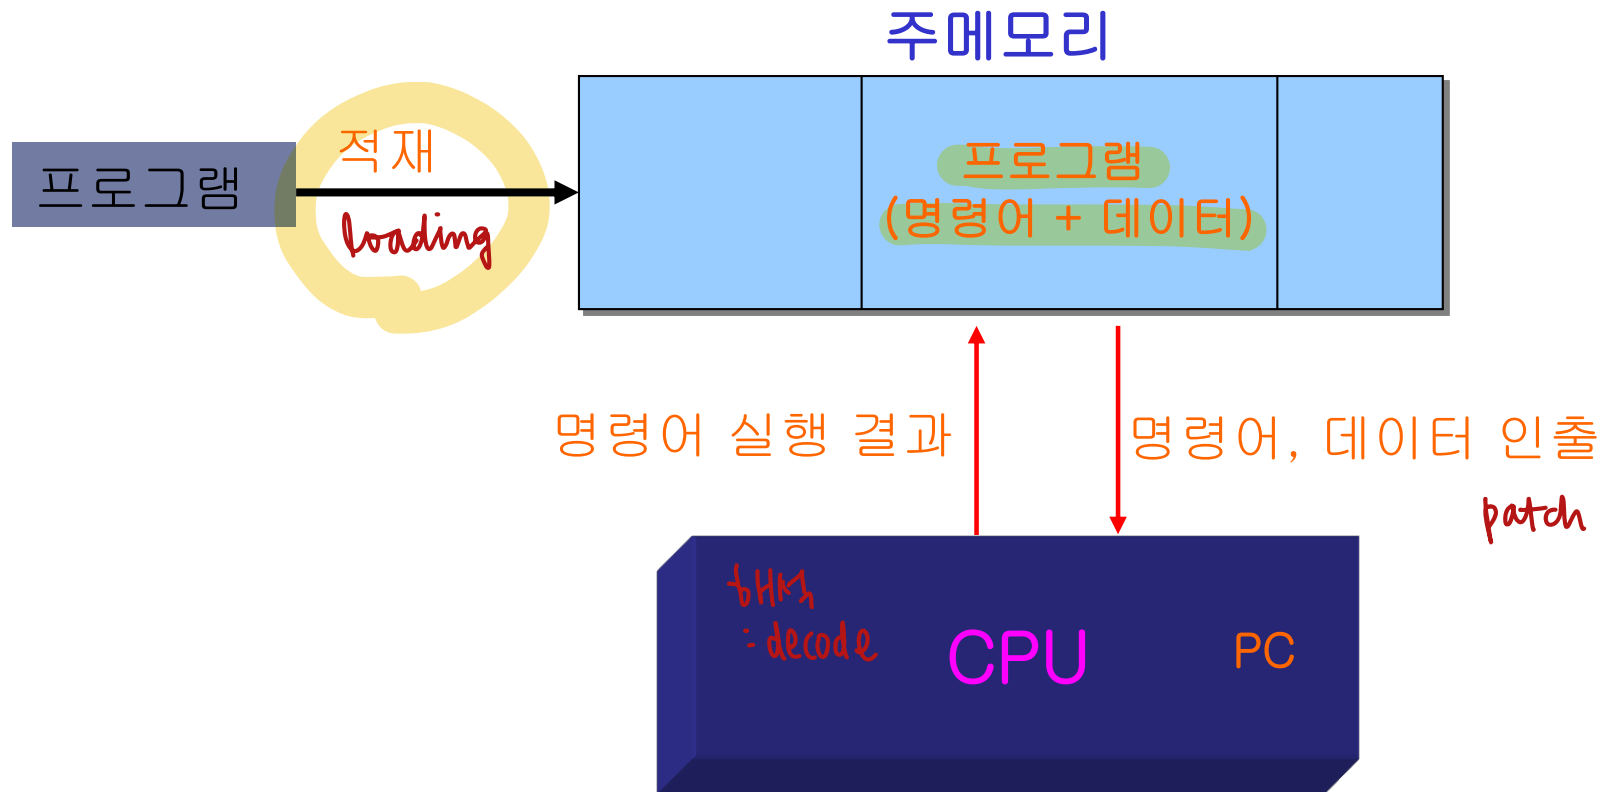 주메모리
프로그램
적재
loading
프로그램
(명령어 + 데이터)
명령어 실행 결과
명령어, 데이터 인출
patch
해석
: decode
CPU
PC